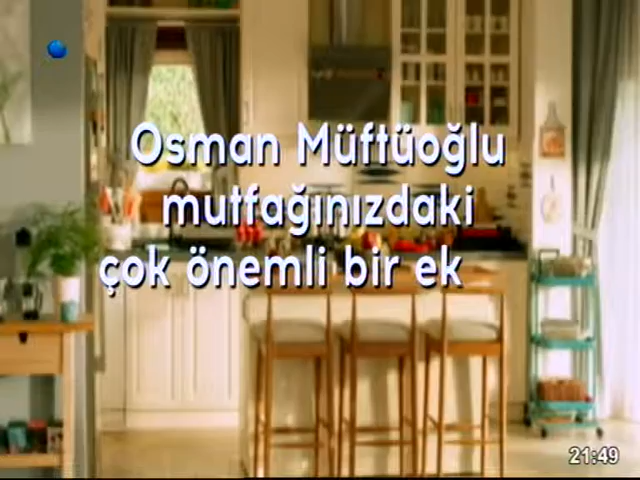 Osman Müftüoğlu
mutfağınızdaki
çok önemli bir ek
21:49